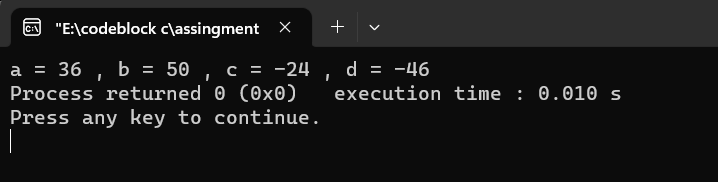 "E:\codeblock c\assingment
a = 36 , b = 50 , c = -24 , d = -46
Process returned 0 (0x0)   execution time : 0.010 s
Press any key to continue.